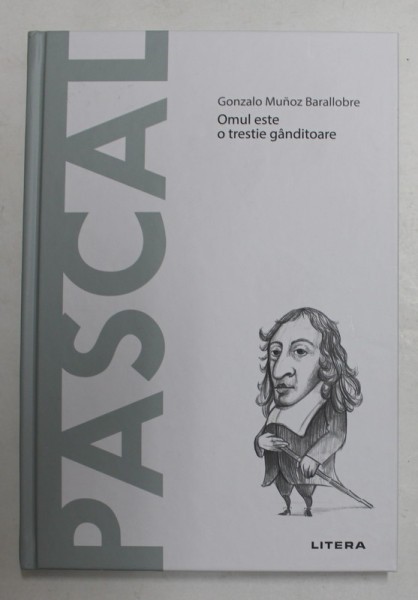 PASCAL
Gonzalo Muñoz Barallobre
Omul este
o trestie gânditoare
LITERA